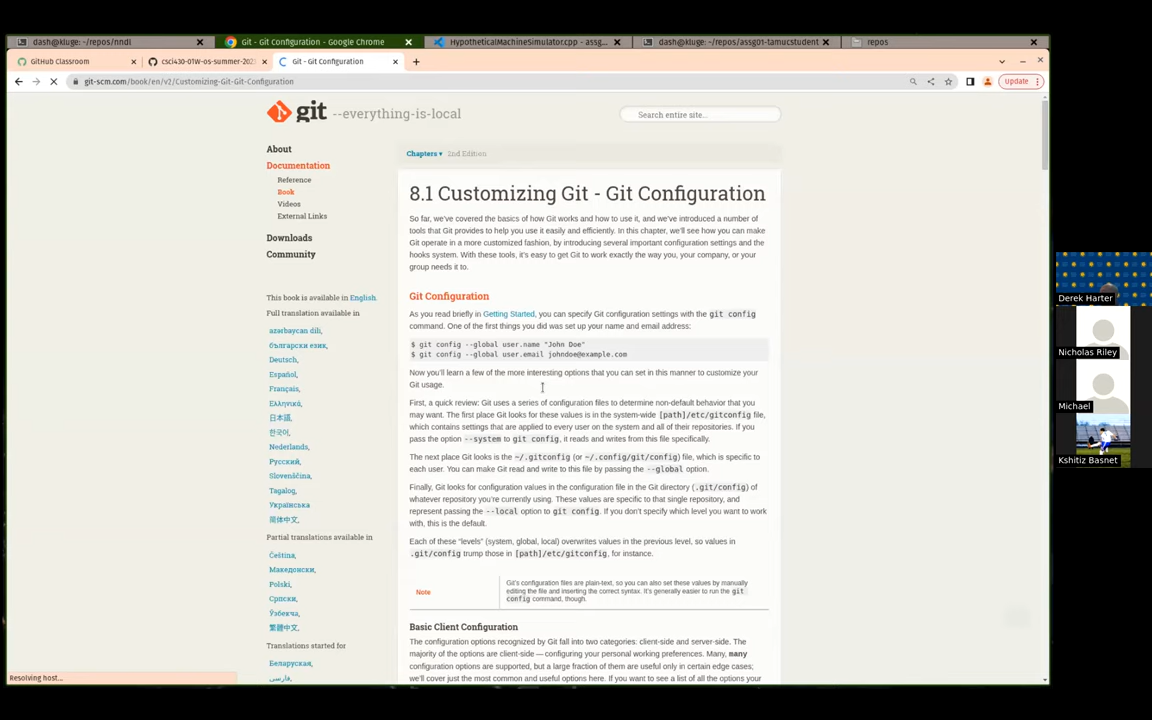 dash@kluge: ~/repos/nndl
Git - Git Configuration - Google Chrome
HypotheticalMachineSimulator.cpp - assg...
dash@kluge: ~/repos/assg01-tamucstudent
repos
GitHub Classroom
csci430-01W-os-summer-202
Git - Git Configuration
git-scm.com/book/en/v2/Customizing-Git-Git-Configuration
Update
git --everything-is-local
Search entire site...
About
Documentation
Reference
Book
Videos
External Links
Downloads
Community
This book is available in English.
Full translation available in
azərbaycan dili,
български език,
Deutsch,
Español,
Français,
Ελληνικά,
日本語,
한국어,
Nederlands,
Русский,
Slovenščina,
Tagalog,
Українська
简体中文,
Partial translations available in
Čeština,
Македонски,
Polski,
Српски,
Ўзбекча,
繁體中文,
Translations started for
Беларуская,
فارسی,
Chapters ▾ 2nd Edition
8.1 Customizing Git - Git Configuration
So far, we've covered the basics of how Git works and how to use it, and we've introduced a number of
tools that Git provides to help you use it easily and efficiently. In this chapter, we'll see how you can make
Git operate in a more customized fashion, by introducing several important configuration settings and the
hooks system. With these tools, it's easy to get Git to work exactly the way you, your company, or your
group needs it to.
Git Configuration
As you read briefly in Getting Started, you can specify Git configuration settings with the git config
command. One of the first things you did was set up your name and email address:
$ git config --global user.name "John Doe"
$ git config --global user.email johndoe@example.com
Now you'll learn a few of the more interesting options that you can set in this manner to customize your
Git usage.
First, a quick review: Git uses a series of configuration files to determine non-default behavior that you
may want. The first place Git looks for these values is in the system-wide [path]/etc/gitconfig file,
which contains settings that are applied to every user on the system and all of their repositories. If you
pass the option --system to git config, it reads and writes from this file specifically.
The next place Git looks is the ~/.gitconfig (or ~/.config/git/config) file, which is specific to
each user. You can make Git read and write to this file by passing the --global option.
Finally, Git looks for configuration values in the configuration file in the Git directory (.git/config) of
whatever repository you're currently using. These values are specific to that single repository, and
represent passing the --local option to git config. If you don't specify which level you want to work
with, this is the default.
Each of these "levels" (system, global, local) overwrites values in the previous level, so values in
.git/config trump those in [path]/etc/gitconfig, for instance.
Note
Git's configuration files are plain-text, so you can also set these values by manually
editing the file and inserting the correct syntax. It's generally easier to run the git
config command, though.
Basic Client Configuration
The configuration options recognized by Git fall into two categories: client-side and server-side. The
majority of the options are client-side — configuring your personal working preferences. Many, many
configuration options are supported, but a large fraction of them are useful only in certain edge cases;
we'll cover just the most common and useful options here. If you want to see a list of all the options your
Resolving host...
Derek Harter
Nicholas Riley
Michael
Kshitiz Basnet